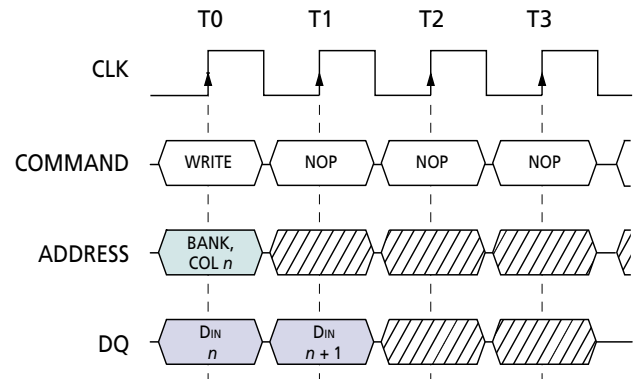 T0 T1 T2 T3
CLK
COMMAND WRITE NOP NOP NOP
ADDRESS BANK,
COL n
DQ DIN DIN
n n + 1